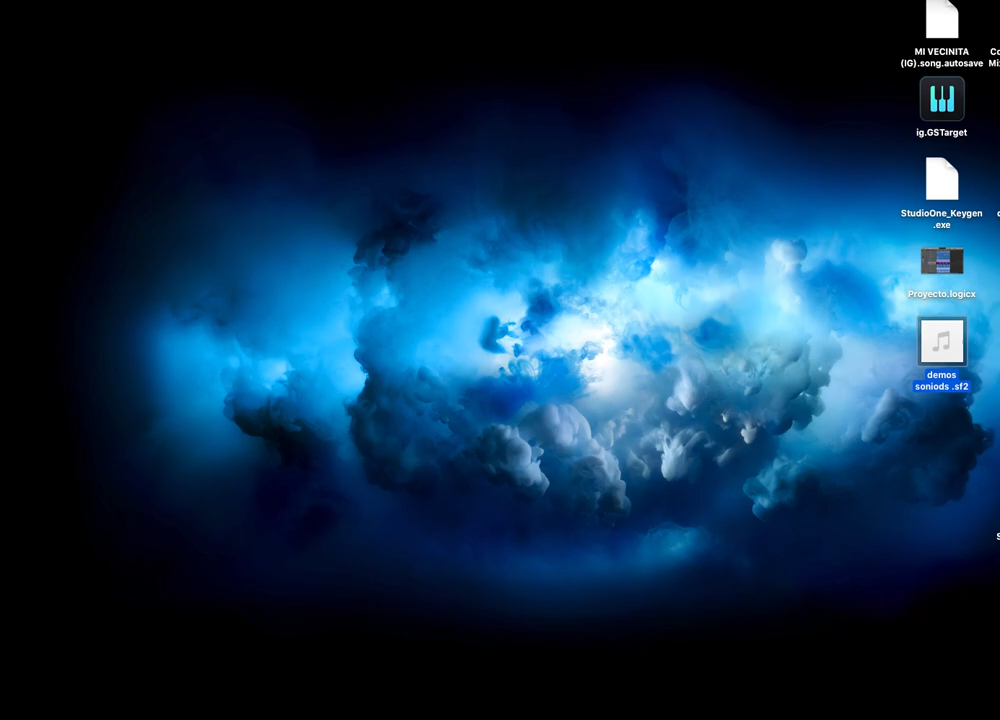 MI VECINITA
(IG).song.autosave
ig.GSTarget
StudioOne_Keygen
.exe
Proyecto.logicx
demos
soniods .sf2